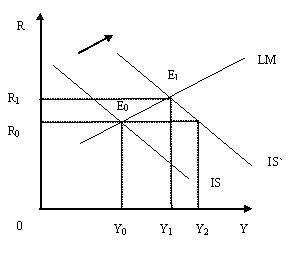 R
E₁
LM
R₁
E₀
R₀
IS`
IS
0 Y₀ Y₁ Y₂ Y